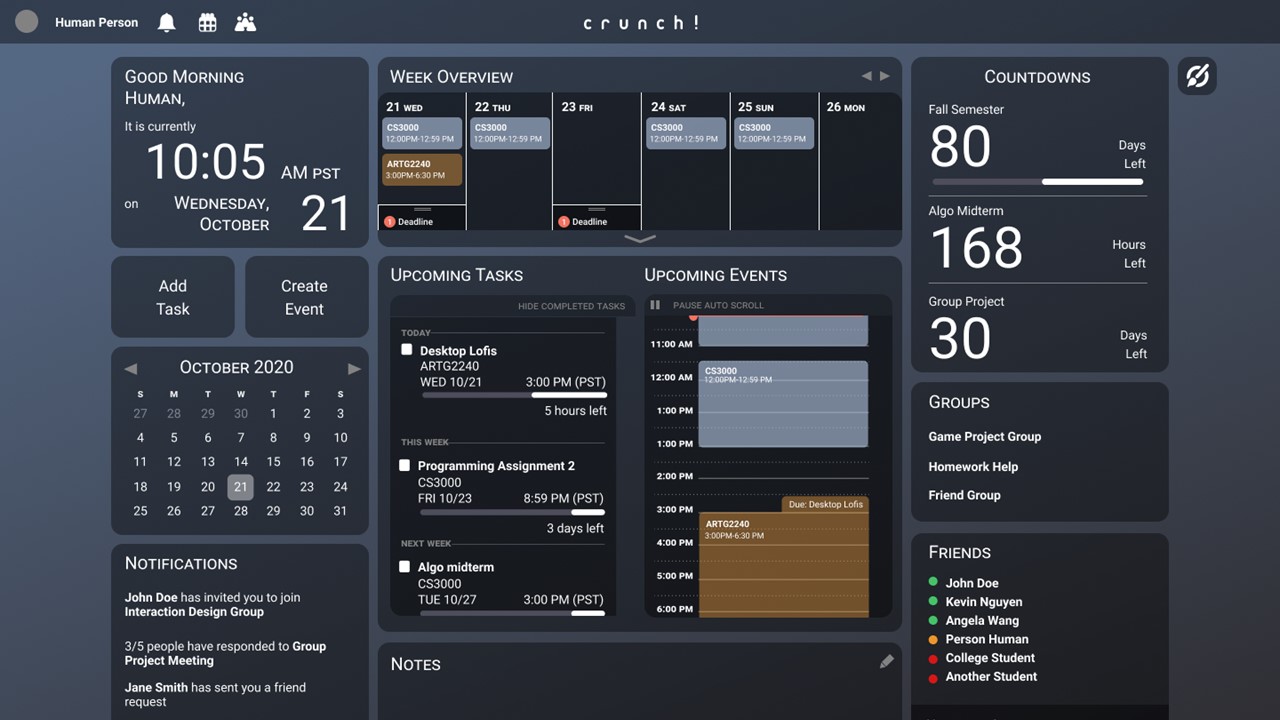 Human Person
crunch!
GOOD MORNING
HUMAN,
It is currently
10:05 AM PST
on WEDNESDAY,
OCTOBER 21
Add
Task
Create
Event
OCTOBER 2020
S M T W T F S
27 28 29 30 1 2 3
4 5 6 7 8 9 10
11 12 13 14 15 16 17
18 19 20 21 22 23 24
25 26 27 28 29 30 31
NOTIFICATIONS
John Doe has invited you to join
Interaction Design Group
3/5 people have responded to Group
Project Meeting
Jane Smith has sent you a friend
request
WEEK OVERVIEW
21 WED
CS3000
12:00PM-12:59 PM
ARTG2240
3:00PM-6:30 PM
1 Deadline
22 THU
CS3000
12:00PM-12:59 PM
23 FRI
1 Deadline
24 SAT
CS3000
12:00PM-12:59 PM
25 SUN
CS3000
12:00PM-12:59 PM
26 MON
UPCOMING TASKS
HIDE COMPLETED TASKS
TODAY
Desktop Lofis
ARTG2240
WED 10/21 3:00 PM (PST)
5 hours left
THIS WEEK
Programming Assignment 2
CS3000
FRI 10/23 8:59 PM (PST)
3 days left
NEXT WEEK
Algo midterm
CS3000
TUE 10/27 3:00 PM (PST)
UPCOMING EVENTS
PAUSE AUTO SCROLL
11:00 AM
12:00 AM
CS3000
12:00PM-12:59 PM
1:00 PM
1:00 PM
2:00 PM
3:00 PM
Due: Desktop Lofis
ARTG2240
3:00PM-6:30 PM
4:00 PM
5:00 PM
6:00 PM
NOTES
COUNTDOWNS
Fall Semester
80 Days
Left
Algo Midterm
168 Hours
Left
Group Project
30 Days
Left
GROUPS
Game Project Group
Homework Help
Friend Group
FRIENDS
John Doe
Kevin Nguyen
Angela Wang
Person Human
College Student
Another Student